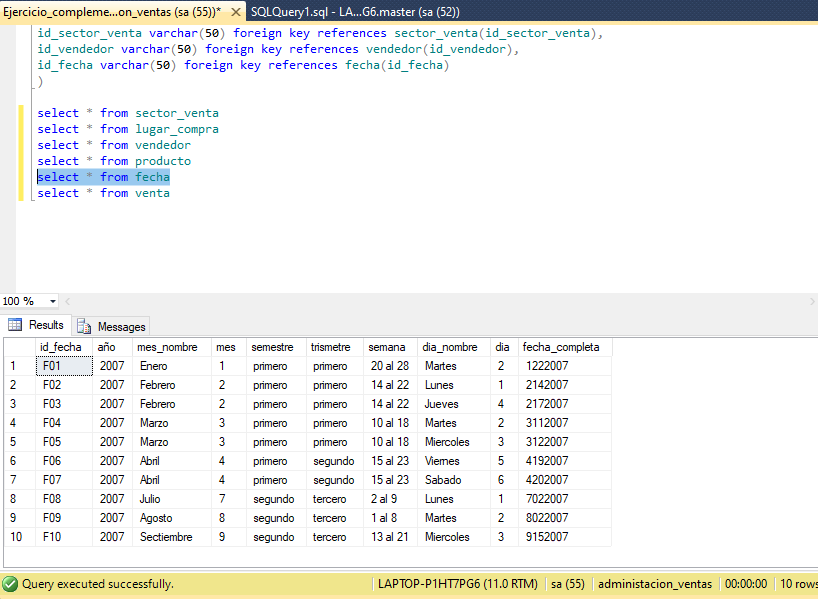 Ejercicio_compleme...on_ventas (sa (55))* SQLQuery1.sql - LA...G6.master (sa (52))
id_sector_venta varchar(50) foreign key references sector_venta(id_sector_venta),
id_vendedor varchar(50) foreign key references vendedor(id_vendedor),
id_fecha varchar(50) foreign key references fecha(id_fecha)
)
select * from sector_venta
select * from lugar_compra
select * from vendedor
select * from producto
select * from fecha
select * from venta
100 %
Results Messages
id_fecha año mes_nombre mes semestre trismetre semana dia_nombre dia fecha_completa
1 F01 2007 Enero 1 primero primero 20 al 28 Martes 2 1222007
2 F02 2007 Febrero 2 primero primero 14 al 22 Lunes 1 2142007
3 F03 2007 Febrero 2 primero primero 14 al 22 Jueves 4 2172007
4 F04 2007 Marzo 3 primero primero 10 al 18 Martes 2 3112007
5 F05 2007 Marzo 3 primero primero 10 al 18 Miercoles 3 3122007
6 F06 2007 Abril 4 primero segundo 15 al 23 Viernes 5 4192007
7 F07 2007 Abril 4 primero segundo 15 al 23 Sabado 6 4202007
8 F08 2007 Julio 7 segundo tercero 2 al 9 Lunes 1 7022007
9 F09 2007 Agosto 8 segundo tercero 1 al 8 Martes 2 8022007
10 F10 2007 Sectiembre 9 segundo tercero 13 al 21 Miercoles 3 9152007
Query executed successfully. LAPTOP-P1HT7PG6 (11.0 RTM) sa (55) administacion_ventas 00:00:00 10 rows